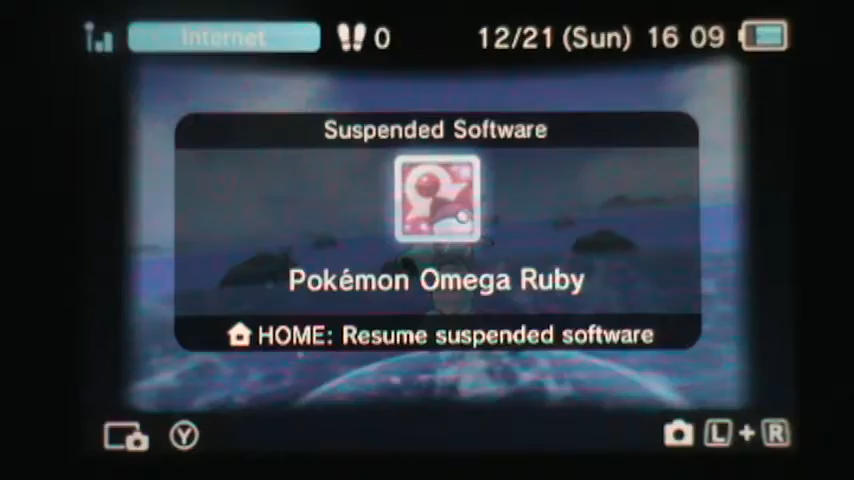 Internet 0 12/21 (Sun) 16 09
Suspended Software
Pokémon Omega Ruby
HOME: Resume suspended software
Y L + R